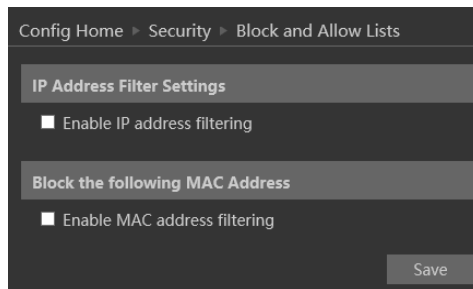 Config Home ▸ Security ▸ Block and Allow Lists
IP Address Filter Settings
Enable IP address filtering
Block the following MAC Address
Enable MAC address filtering
Save